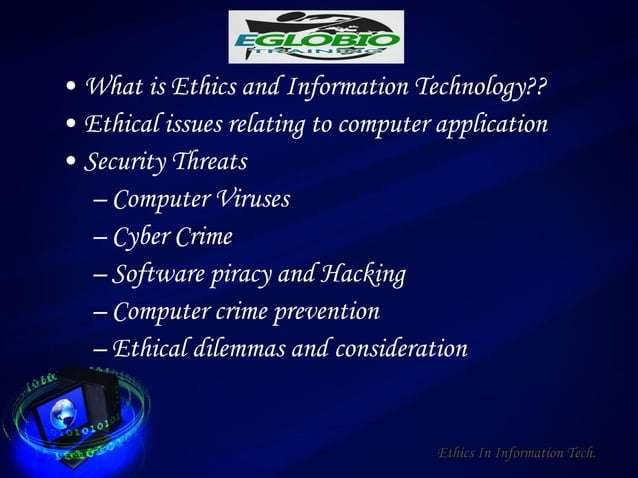 EGLOBIO
TRAINING
• What is Ethics and Information Technology??
• Ethical issues relating to computer application
• Security Threats
– Computer Viruses
– Cyber Crime
– Software piracy and Hacking
– Computer crime prevention
– Ethical dilemmas and consideration
Ethics In Information Tech.